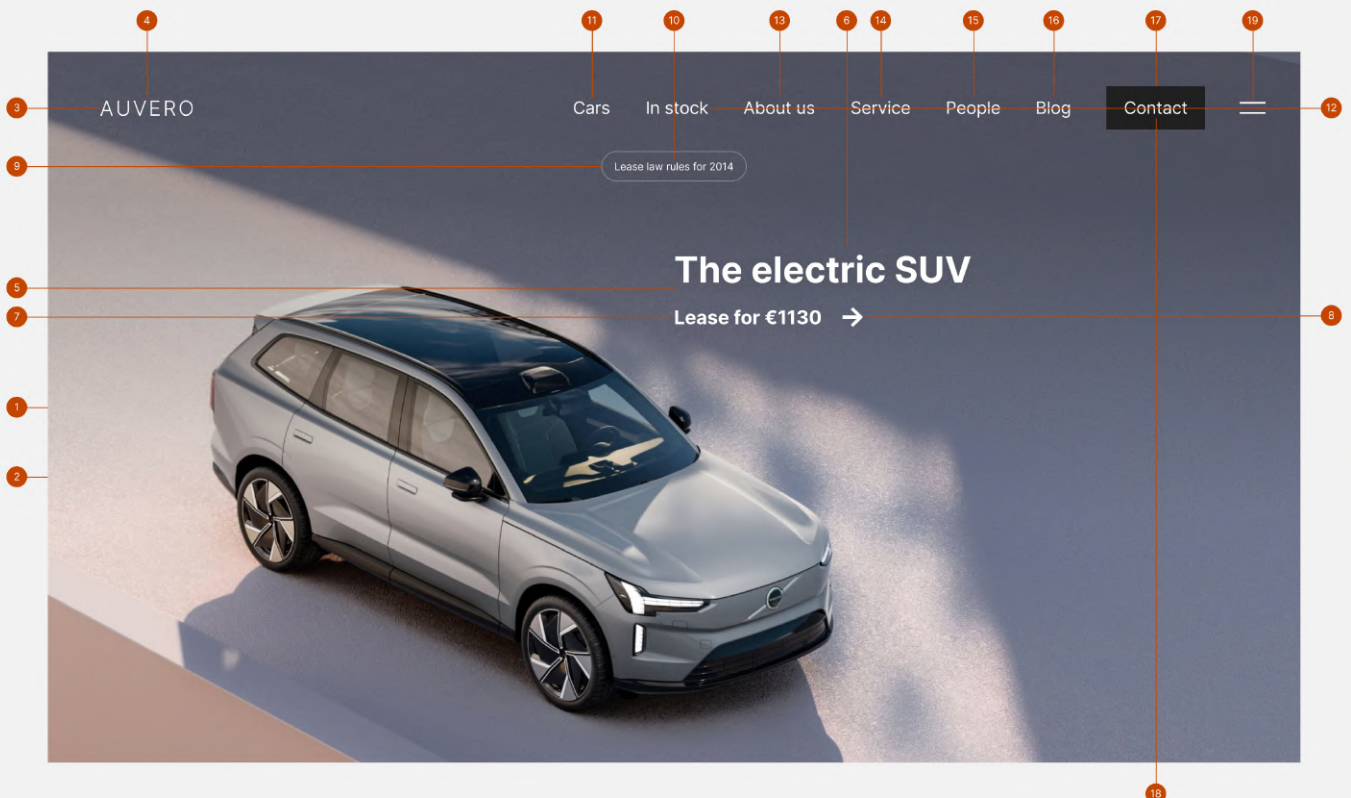 4 11 10 13 6 14 15 16 17 19
3 AUVERO Cars In stock About us Service People Blog Contact 12
9 Lease law rules for 2014
The electric SUV
5
7 Lease for €1130 → 8
1
2
18